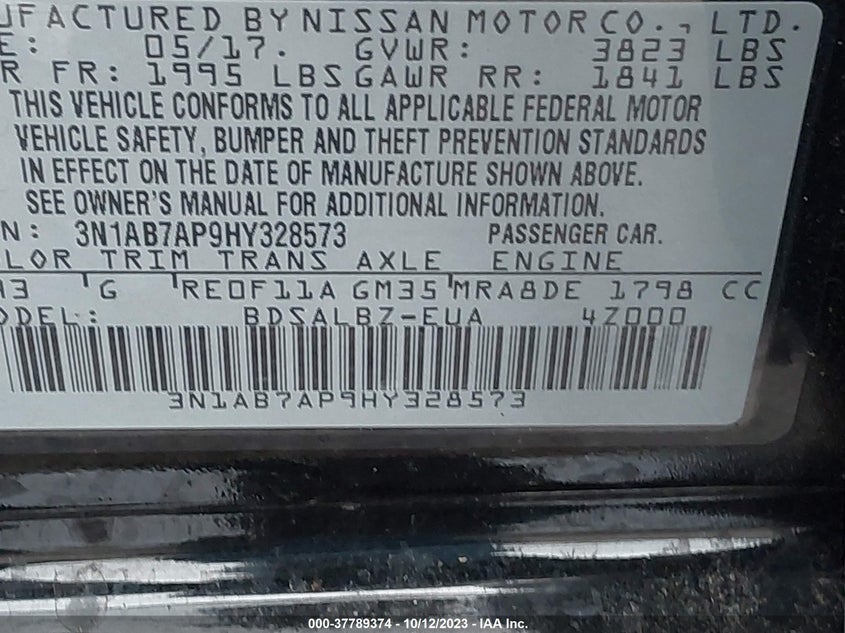 UFACTURED BY NISSAN MOTOR CO., LTD.
E: 05/17. GVWR: 3823 LBS
R FR: 1995 LBS GAWR RR: 1841 LBS
THIS VEHICLE CONFORMS TO ALL APPLICABLE FEDERAL MOTOR
VEHICLE SAFETY, BUMPER AND THEFT PREVENTION STANDARDS
IN EFFECT ON THE DATE OF MANUFACTURE SHOWN ABOVE.
SEE OWNER'S MANUAL FOR ADDITIONAL INFORMATION.
N: 3N1AB7AP9HY328573 PASSENGER CAR.
LOR TRIM TRANS AXLE ENGINE
H3 G RE0F11A GM35 MRA8DE 1798 CC
ODEL: BDSALBZ-EUA 4Z000
3N1AB7AP9HY328573
000-37789374 - 10/12/2023 - IAA Inc.